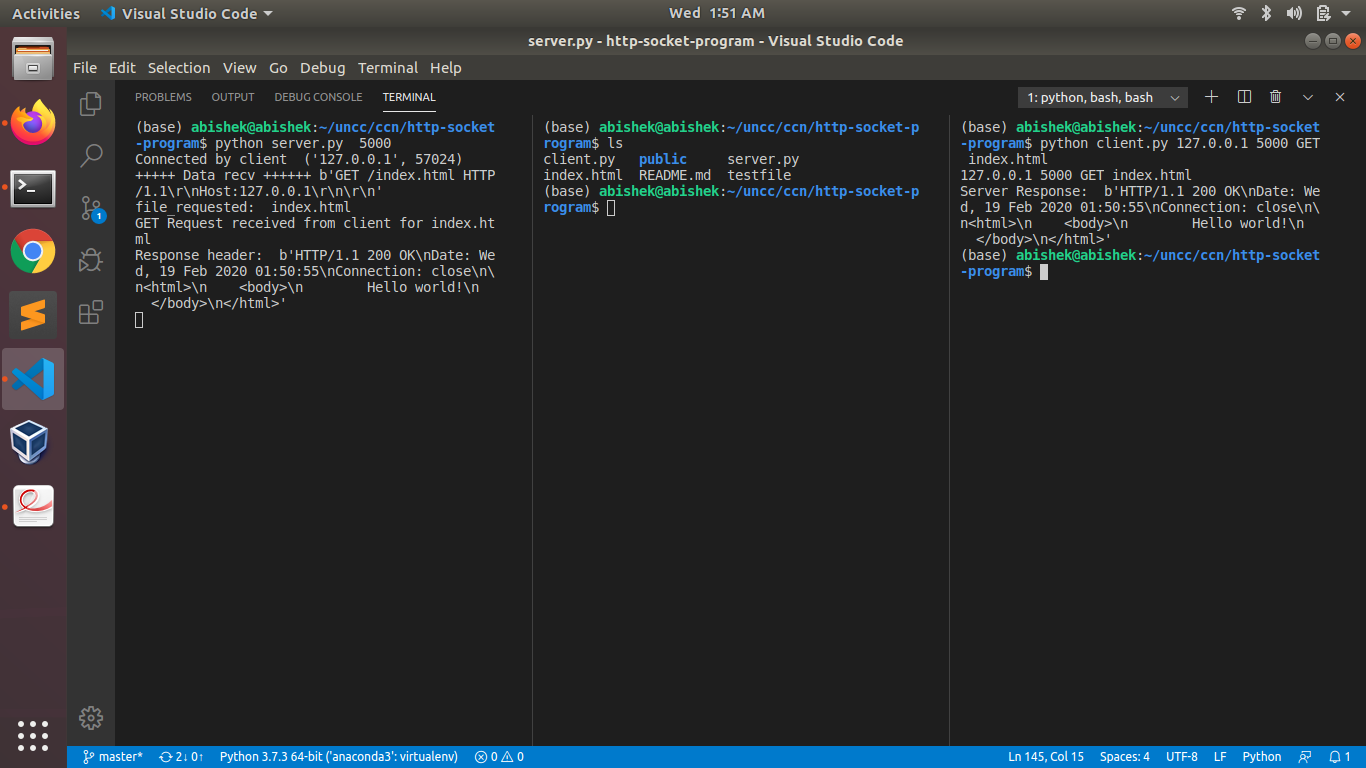 Activities Visual Studio Code Wed 1:51 AM
server.py - http-socket-program - Visual Studio Code
File Edit Selection View Go Debug Terminal Help
PROBLEMS OUTPUT DEBUG CONSOLE TERMINAL 1: python, bash, bash
(base) abishek@abishek:~/uncc/ccn/http-socket
-program$ python server.py  5000
Connected by client  ('127.0.0.1', 57024)
+++++ Data recv ++++++ b'GET /index.html HTTP
/1.1\r\nHost:127.0.0.1\r\n\r\n'
file_requested:  index.html
GET Request received from client for index.ht
ml
Response header:  b'HTTP/1.1 200 OK\nDate: We
d, 19 Feb 2020 01:50:55\nConnection: close\n\
n<html>\n    <body>\n        Hello world!\n
  </body>\n</html>'
(base) abishek@abishek:~/uncc/ccn/http-socket-p
rogram$ ls
client.py   public     server.py
index.html  README.md  testfile
(base) abishek@abishek:~/uncc/ccn/http-socket-p
rogram$
(base) abishek@abishek:~/uncc/ccn/http-socket
-program$ python client.py 127.0.0.1 5000 GET
 index.html
127.0.0.1 5000 GET index.html
Server Response:  b'HTTP/1.1 200 OK\nDate: We
d, 19 Feb 2020 01:50:55\nConnection: close\n\
n<html>\n    <body>\n        Hello world!\n
  </body>\n</html>'
(base) abishek@abishek:~/uncc/ccn/http-socket
-program$
1
master* 2↓ 0↑ Python 3.7.3 64-bit ('anaconda3': virtualenv) 0 0 Ln 145, Col 15 Spaces: 4 UTF-8 LF Python 1